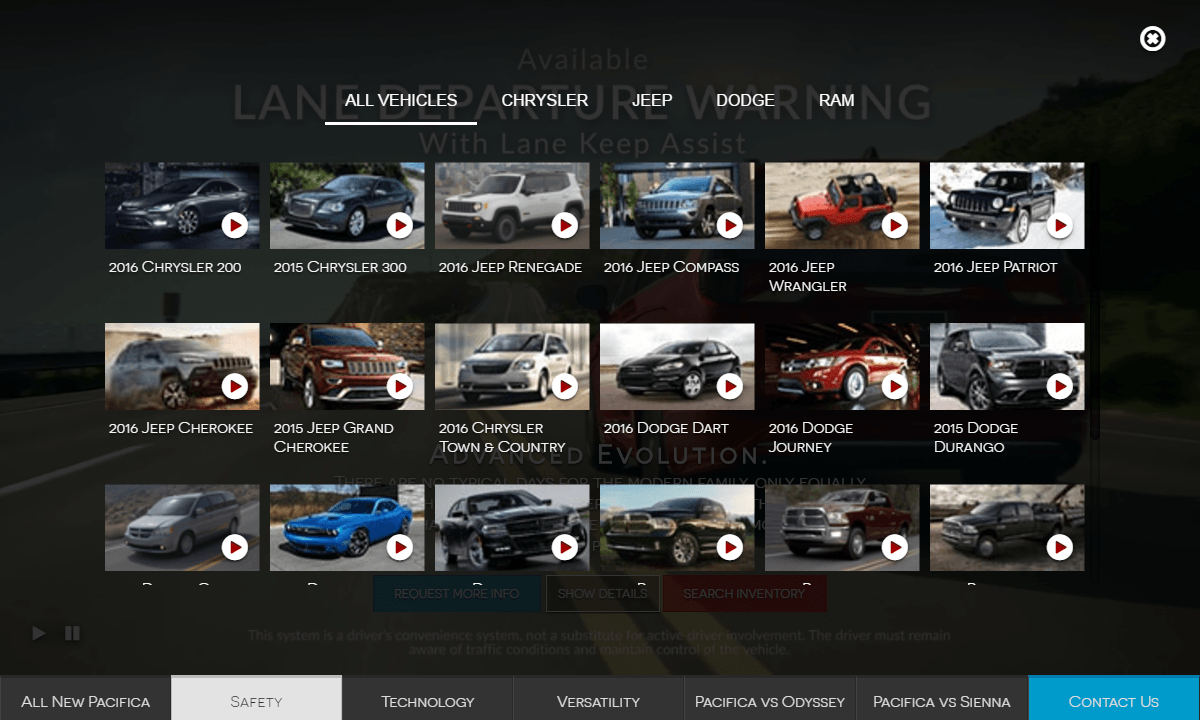 Available
LANE DEPARTURE WARNING
ALL VEHICLES CHRYSLER JEEP DODGE RAM
With Lane Keep Assist
2016 Chrysler 200
2015 Chrysler 300
2016 Jeep Renegade
2016 Jeep Compass
2016 Jeep
Wrangler
2016 Jeep Patriot
2016 Jeep Cherokee
2015 Jeep Grand
Cherokee
2016 Chrysler
Town & Country
2016 Dodge Dart
2016 Dodge
Journey
2015 Dodge
Durango
Advanced Evolution.
There are no typical days for the modern family, only equally
REQUEST MORE INFO
SHOW DETAILS
SEARCH INVENTORY
This system is a driver's convenience system, not a substitute for active driver involvement. The driver must remain
aware of traffic conditions and maintain control of the vehicle.
All New Pacifica
Safety
Technology
Versatility
Pacifica vs Odyssey
Pacifica vs Sienna
Contact Us